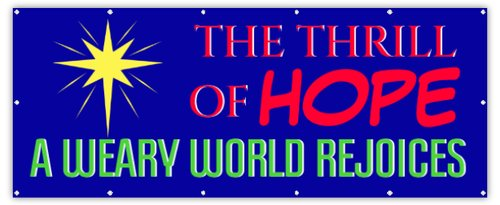 THE THRILL
OF HOPE
A WEARY WORLD REJOICES